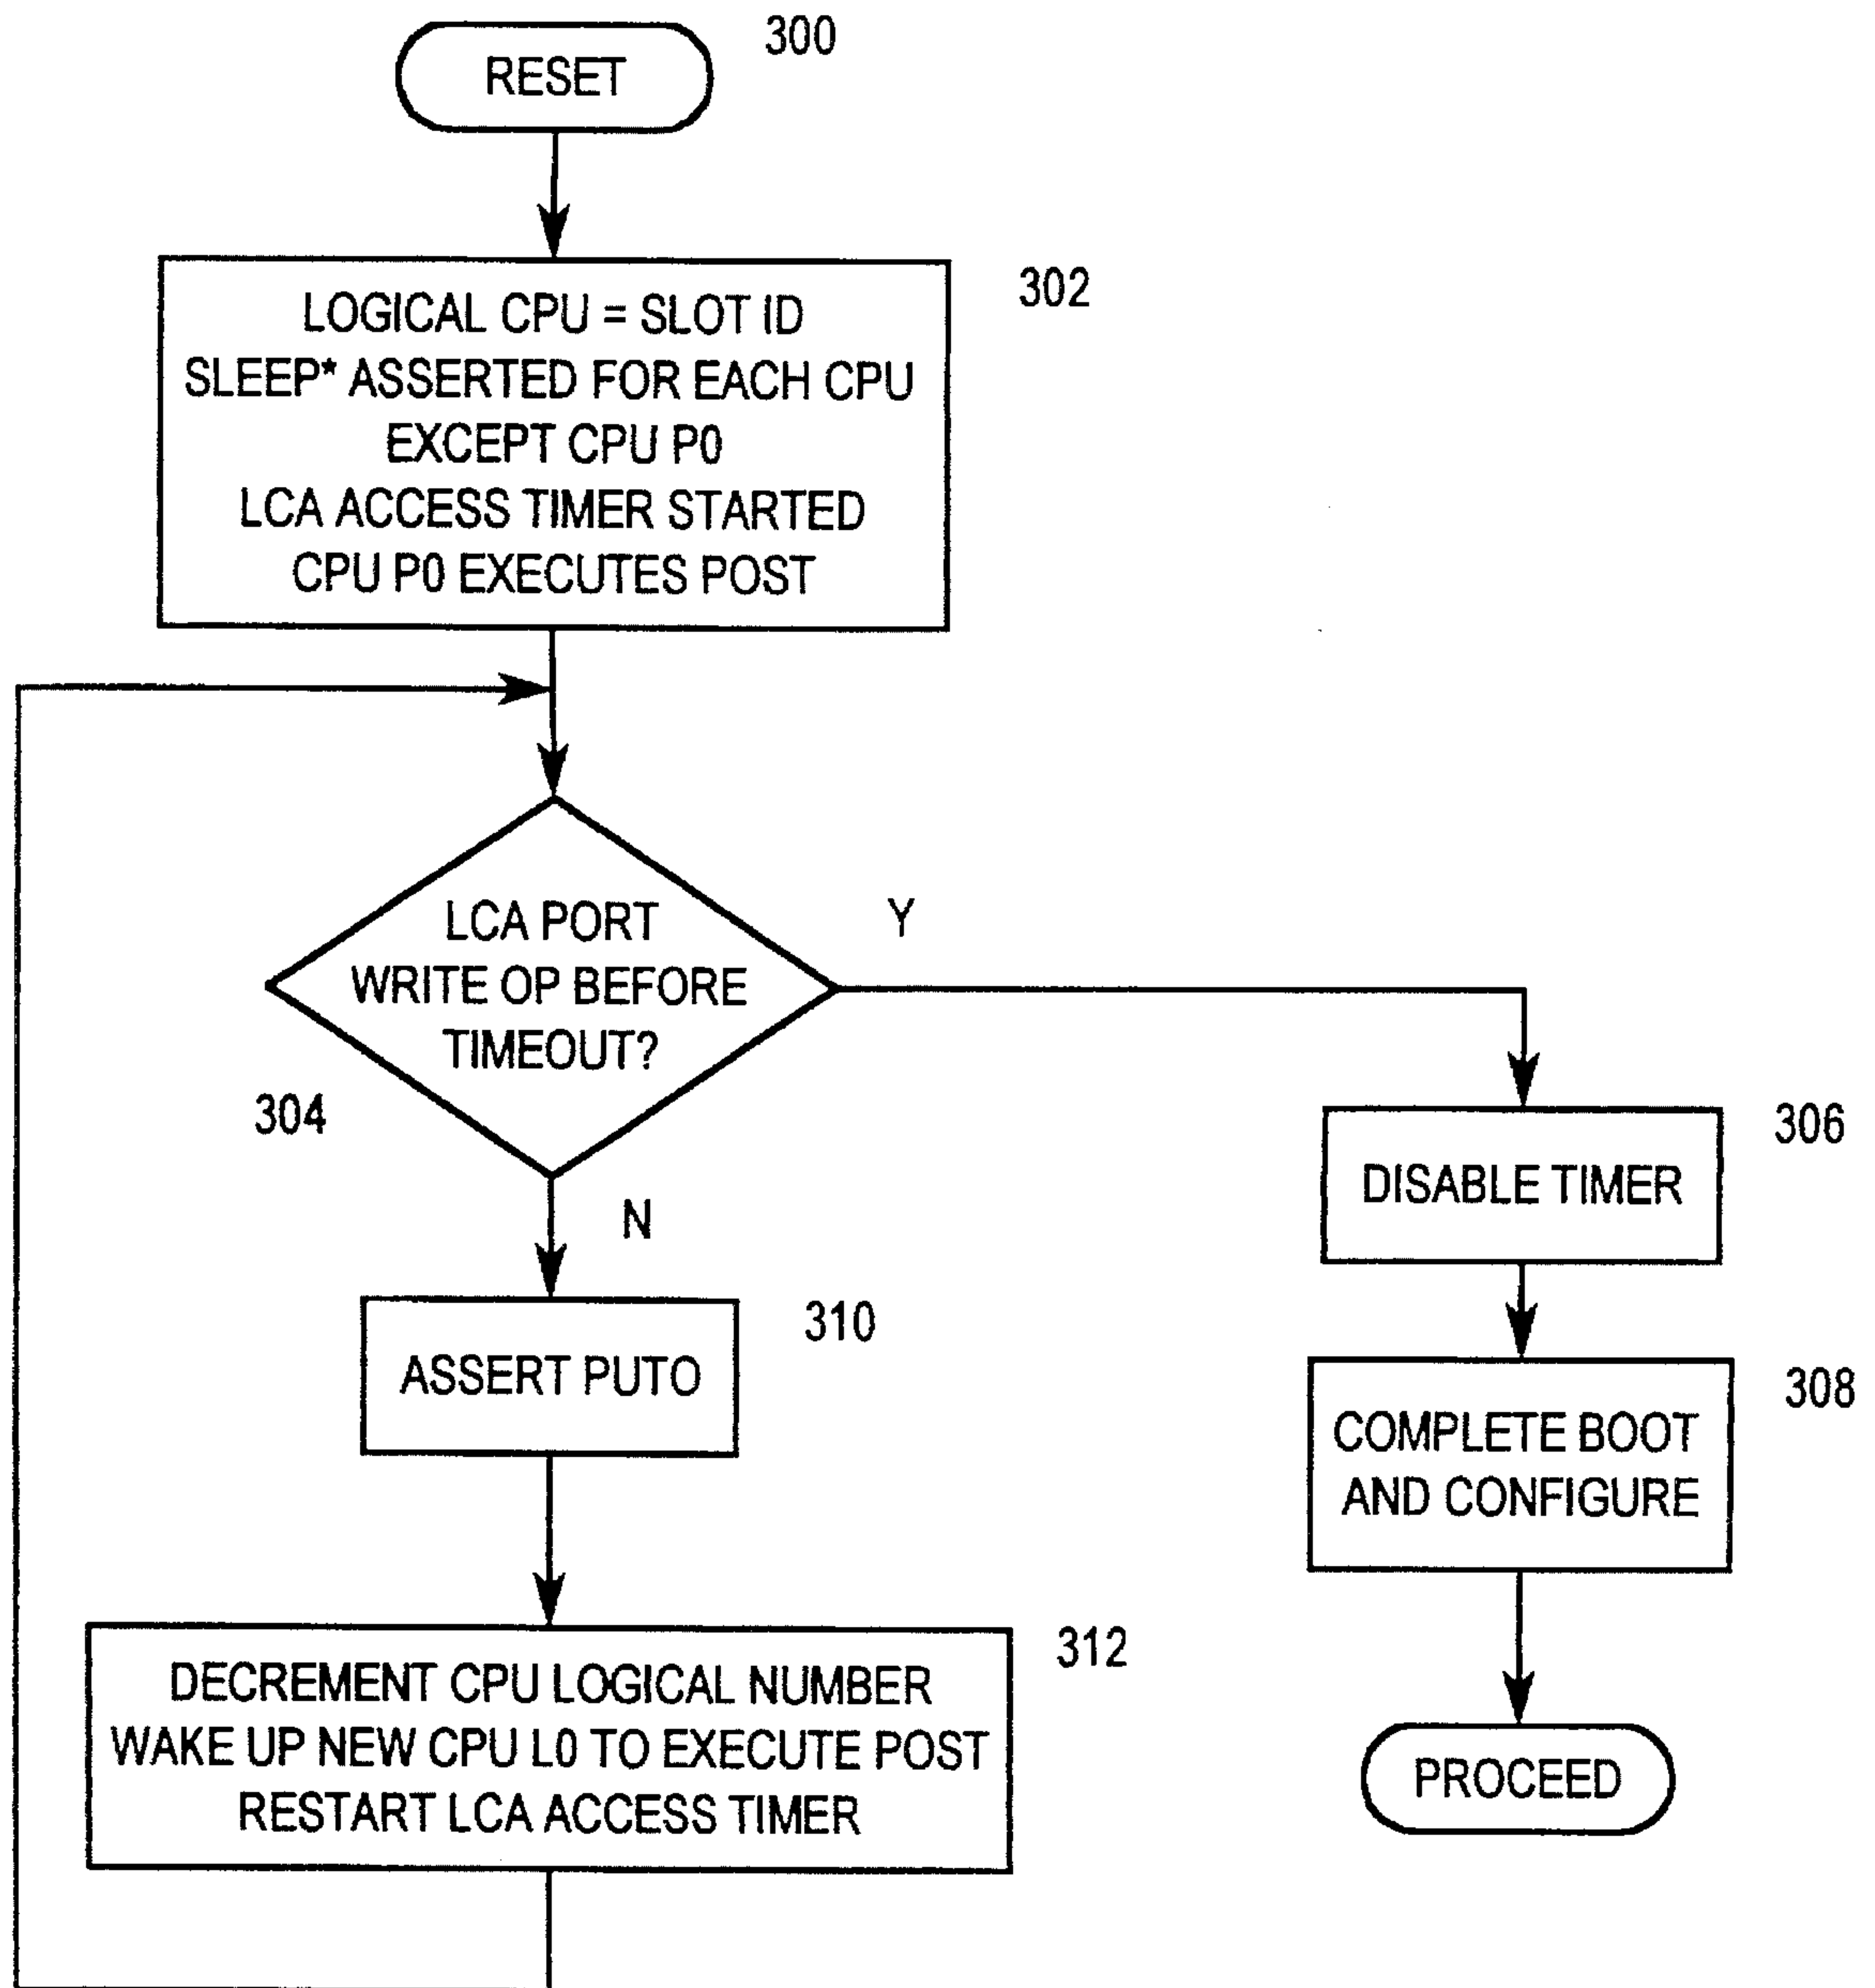 300
RESET
302
LOGICAL CPU = SLOT ID
SLEEP* ASSERTED FOR EACH CPU
EXCEPT CPU P0
LCA ACCESS TIMER STARTED
CPU P0 EXECUTES POST
LCA PORT
WRITE OP BEFORE
TIMEOUT?
304
Y
N
306
DISABLE TIMER
308
COMPLETE BOOT
AND CONFIGURE
PROCEED
310
ASSERT PUTO
312
DECREMENT CPU LOGICAL NUMBER
WAKE UP NEW CPU L0 TO EXECUTE POST
RESTART LCA ACCESS TIMER